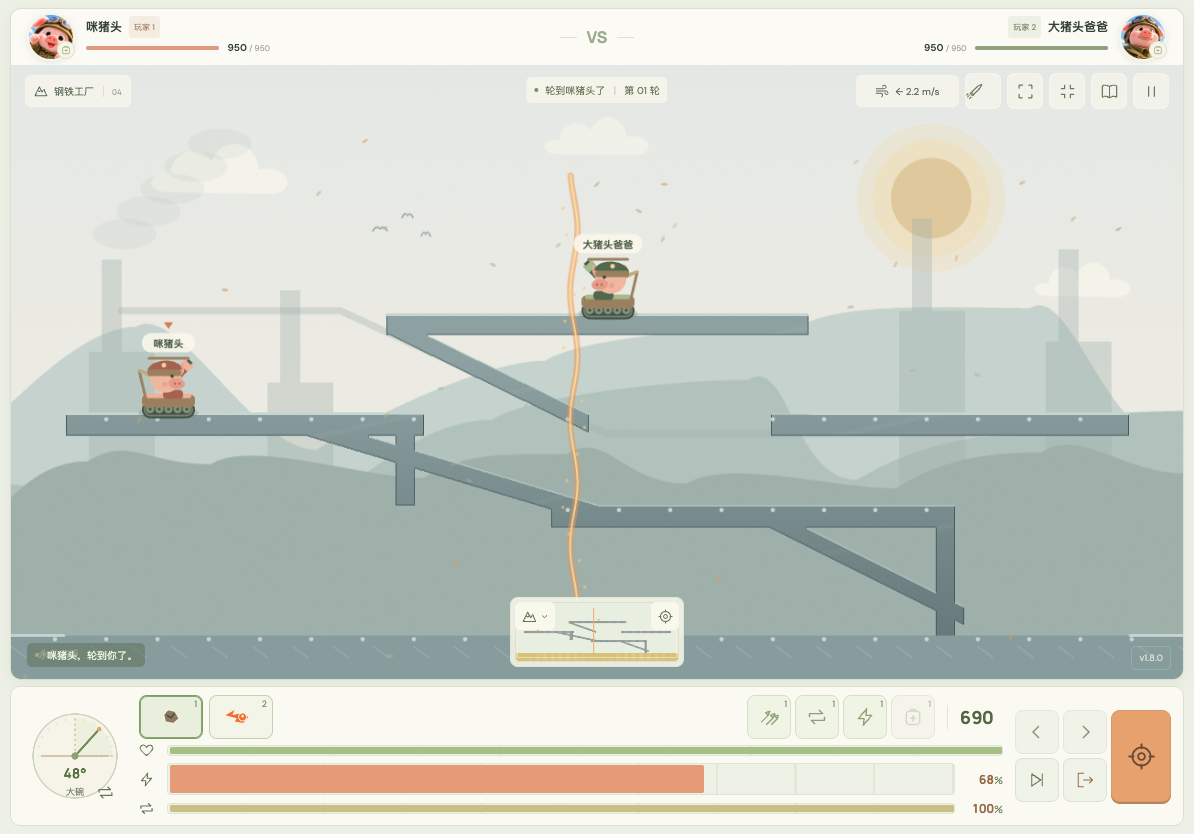 咪猪头 玩家 1
950 / 950
VS
玩家 2 大猪头爸爸
950 / 950
钢铁工厂 04
轮到咪猪头了 第 01 轮
← 2.2 m/s
大猪头爸爸
咪猪头
咪猪头，轮到你了。
v1.8.0
1
2
1
1
1
1
690
48°
大碗
68%
100%